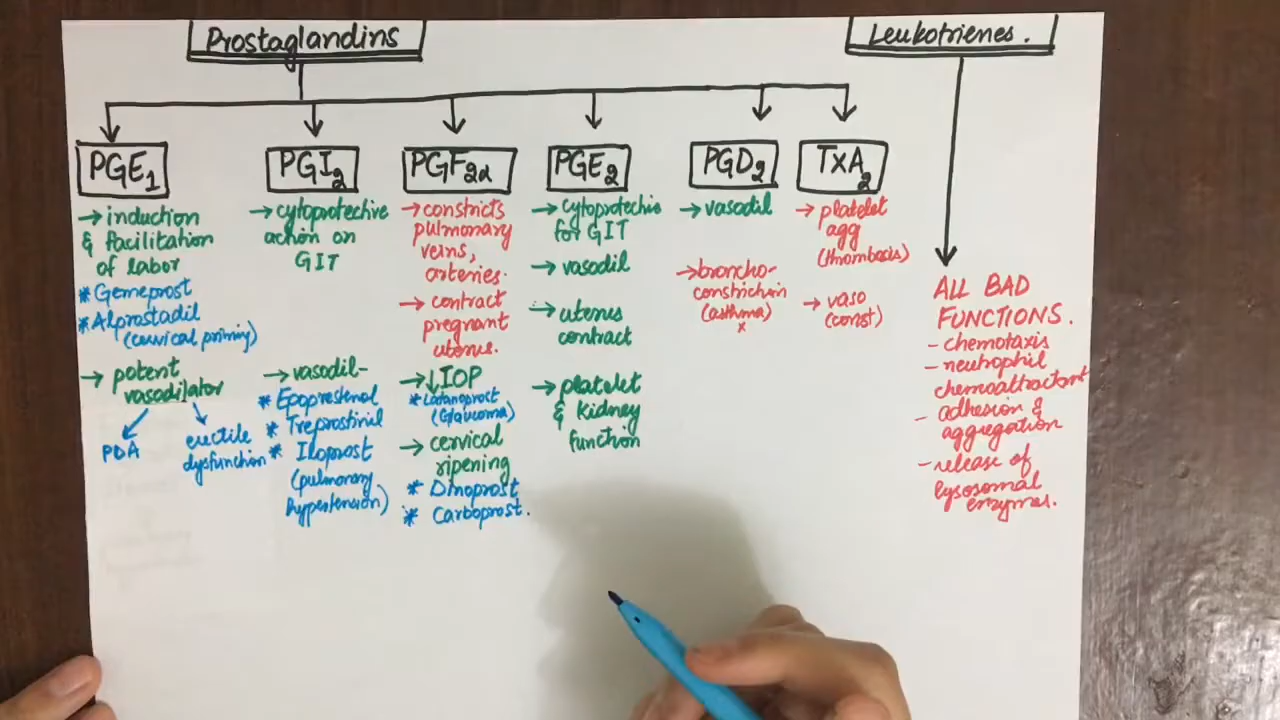 Prostaglandins
Leukotrienes.
PGE1
→ induction
& facilitation
of labor
* Gemeprost
* Alprostadil
(cervical priming)
→ potent
vasodilator
PDA
erectile
dysfunction
PGI2
→ cytoprotective
action on
GIT
→ vasodil-
* Epoprestenol
* Treprostinil
* Iloprost
(pulmonary
hypertension)
PGF2α
→ constricts
pulmonary
veins,
arteries.
→ contract
pregnant
uterus.
→ ↓IOP
* Latanoprost
(Glaucoma)
→ cervical
ripening
* Dinoprost
* Carboprost.
PGE2
→ cytoprotective
for GIT
→ vasodil
→ uterus
contract
→ platelet
& kidney
function
PGD2
→ vasodil
→ broncho-
constriction
(asthma)
x
TxA2
→ platelet
agg
(thrombosis)
→ vaso
(const)
ALL BAD
FUNCTIONS.
- chemotaxis
- neutrophil
chemoattractant
- adhesion &
aggregation
- release of
lysosomal
enzymes.